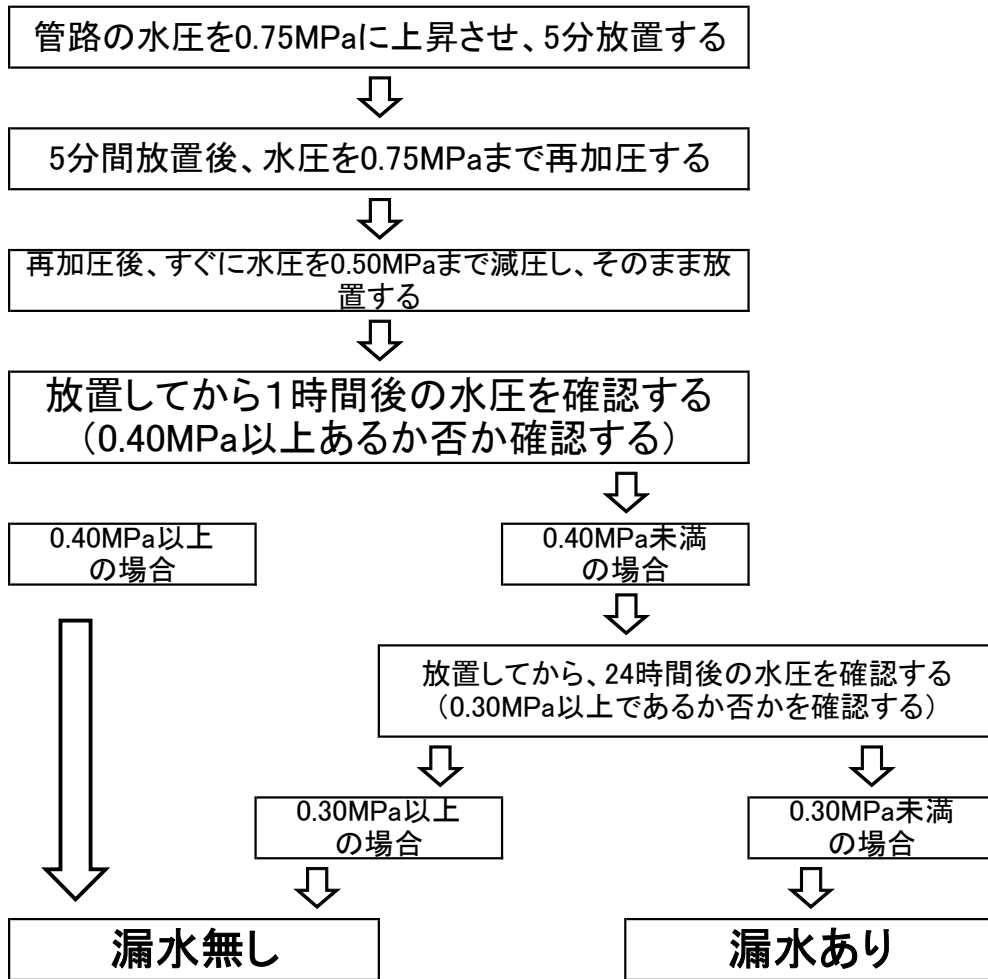 管路の水圧を0.75MPaに上昇させ、5分放置する
5分間放置後、水圧を0.75MPaまで再加圧する
再加圧後、すぐに水圧を0.50MPaまで減圧し、そのまま放
置する
放置してから１時間後の水圧を確認する
（0.40MPa以上あるか否か確認する）
0.40MPa以上
の場合
0.40MPa未満
の場合
放置してから、24時間後の水圧を確認する
（0.30MPa以上であるか否かを確認する）
0.30MPa以上
の場合
0.30MPa未満
の場合
漏水無し
漏水あり